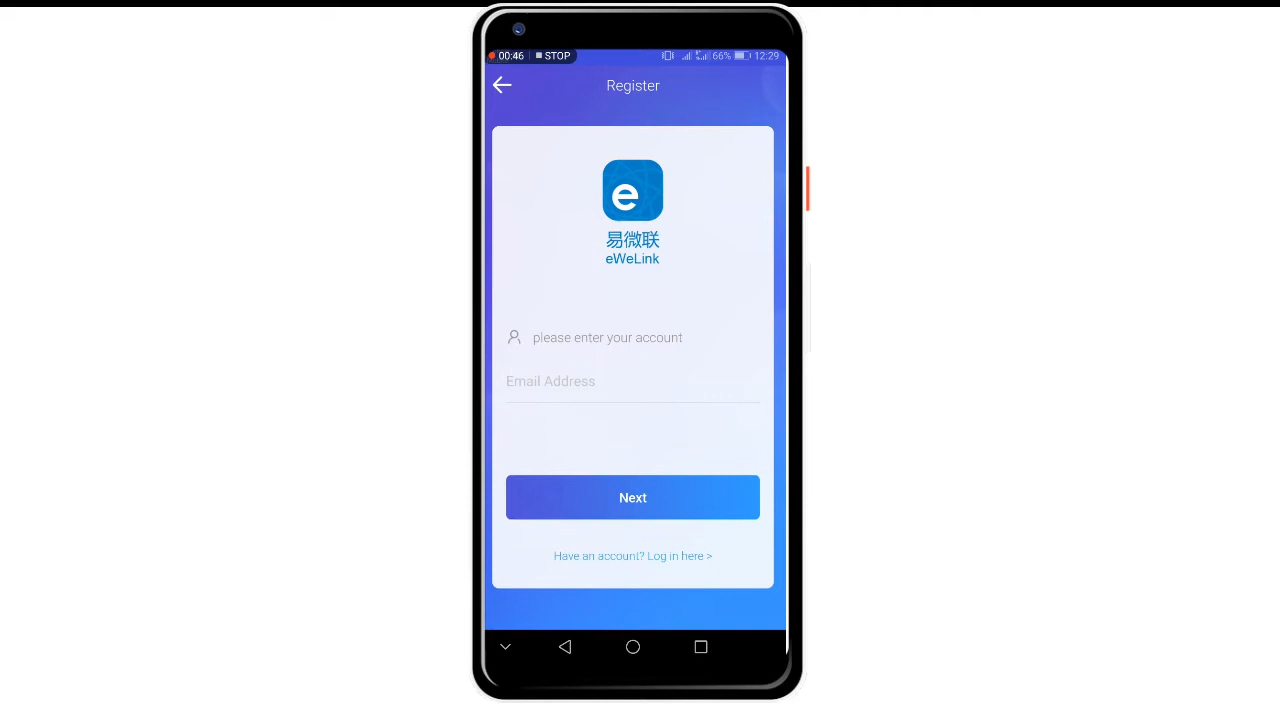 00:46 STOP 66% 12:29
Register
e
易微联
eWeLink
please enter your account
Email Address
Next
Have an account? Log in here >